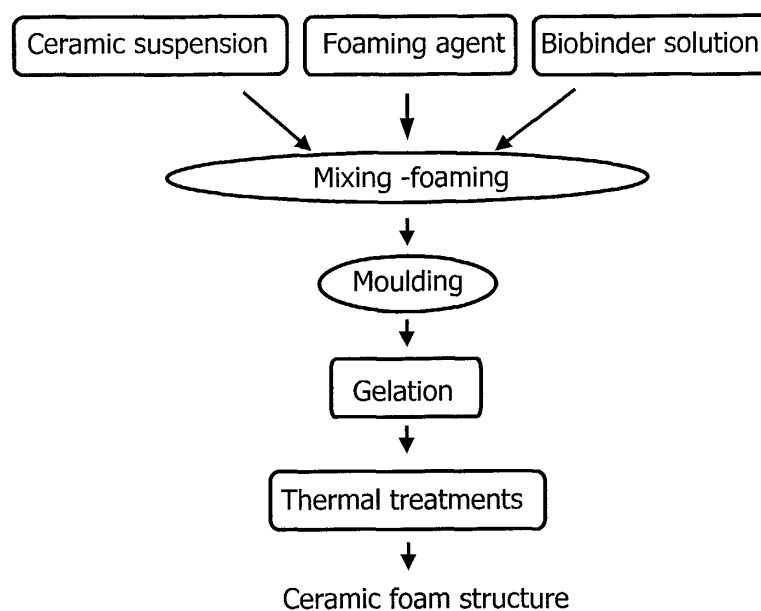 Ceramic suspension
Foaming agent
Biobinder solution
Mixing -foaming
Moulding
Gelation
Thermal treatments
Ceramic foam structure